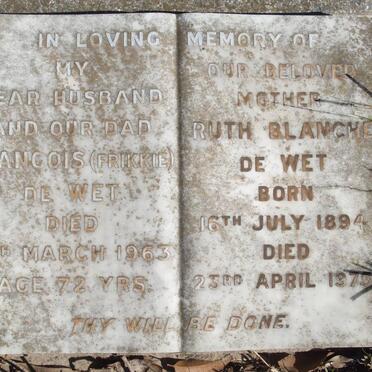 IN LOVING MEMORY OF
MY
EAR HUSBAND
AND OUR DAD
ANCOIS (FRIKKIE)
DE WET
DIED
MARCH 1963
AGE 72 YRS.
OUR BELOVED
MOTHER
RUTH BLANCHE
DE WET
BORN
16TH JULY 1894
DIED
23RD APRIL
THY WILL BE DONE.